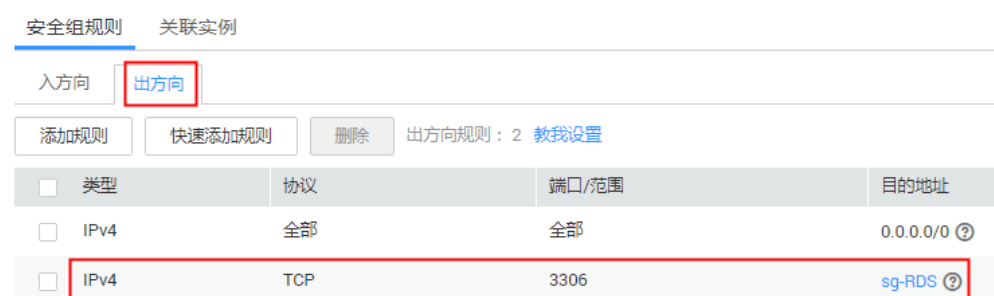 安全组规则 关联实例
入方向 出方向
添加规则 快速添加规则 删除 出方向规则：2 教我设置
类型 协议 端口/范围 目的地址
IPv4 全部 全部 0.0.0.0/0 ?
IPv4 TCP 3306 sg-RDS ?